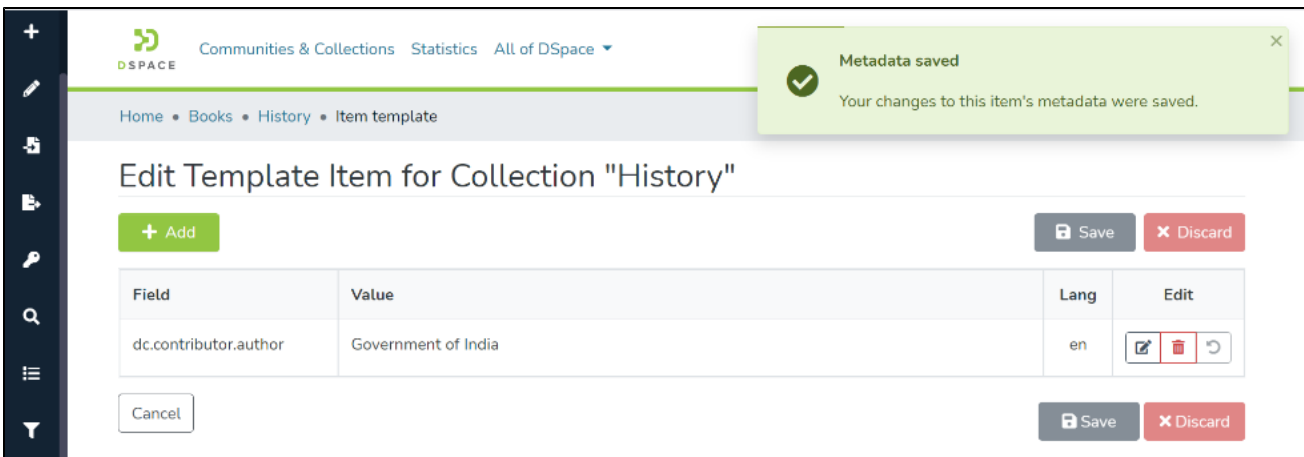 DSPACE
Communities & Collections Statistics All of DSpace
Metadata saved
Your changes to this item's metadata were saved.
Home • Books • History • Item template
Edit Template Item for Collection "History"
+ Add Save × Discard
Field Value Lang Edit
dc.contributor.author Government of India en
Cancel Save × Discard